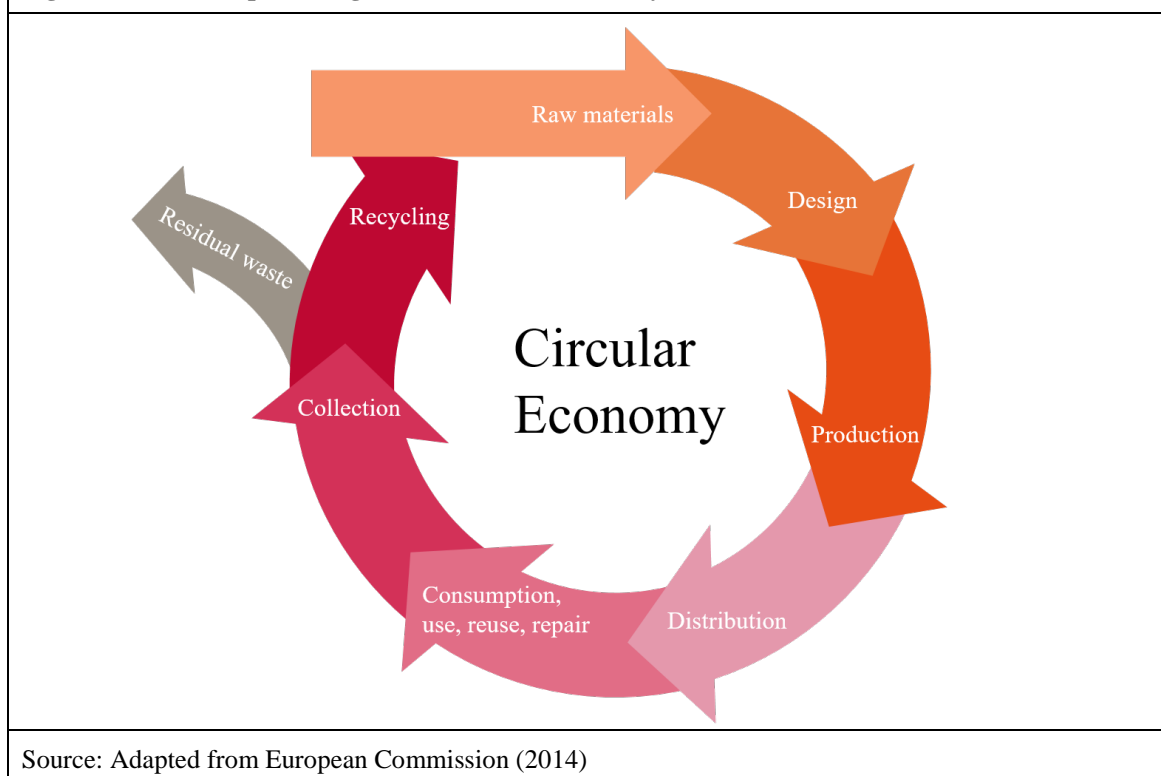 Raw materials
Design
Production
Distribution
Consumption,
use, reuse, repair
Collection
Recycling
Residual waste
Circular
Economy
Source: Adapted from European Commission (2014)